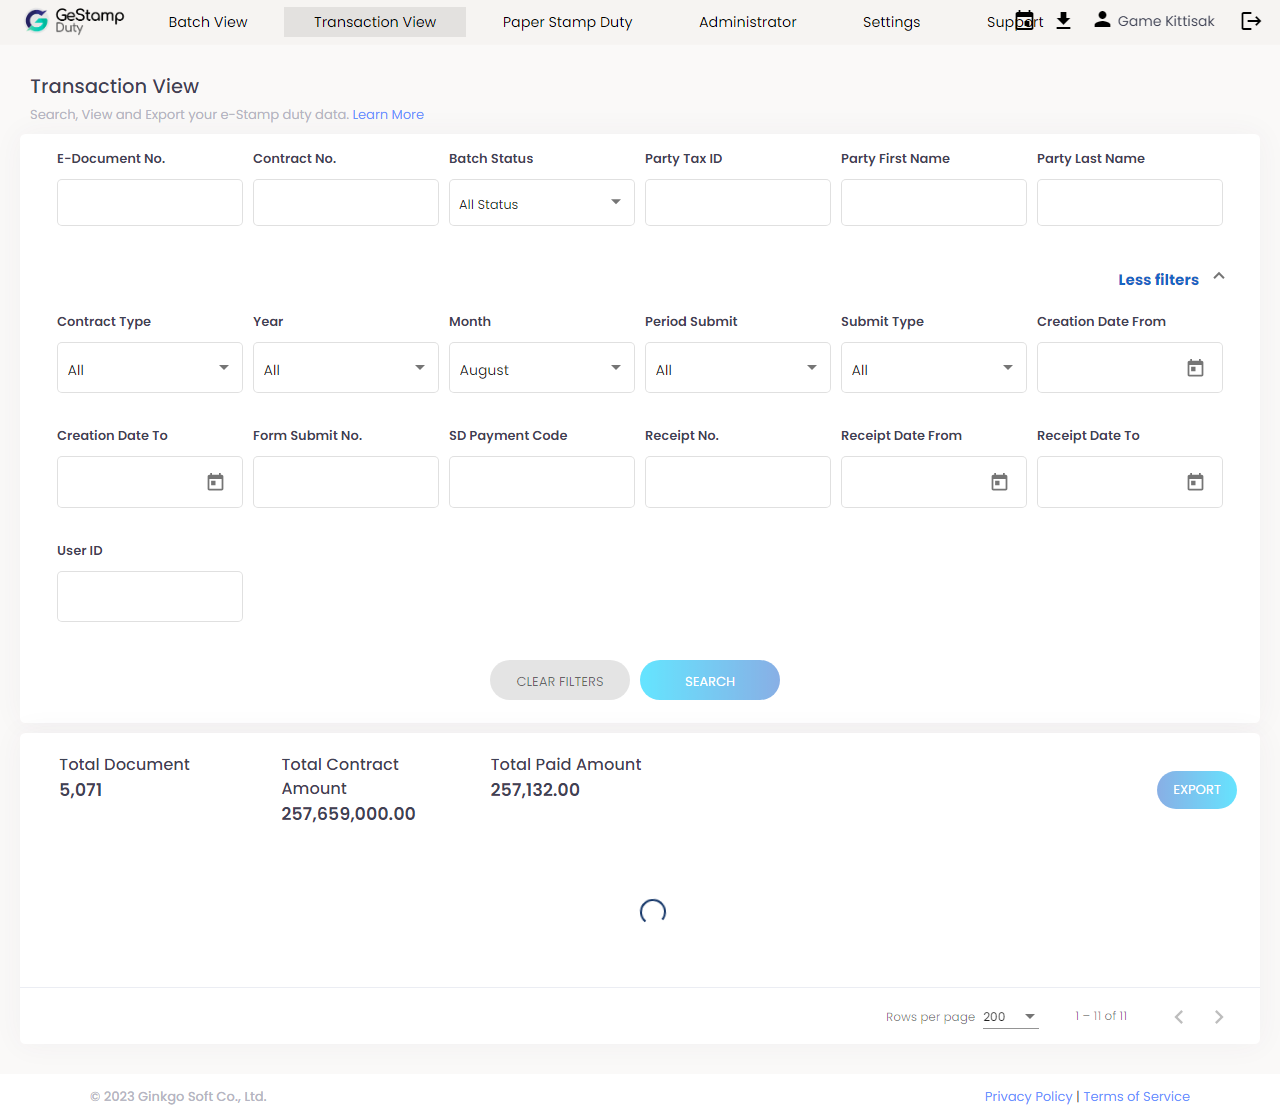 GeStamp
Duty
Batch View
Transaction View
Paper Stamp Duty
Administrator
Settings
Support
Game Kittisak
Transaction View
Search, View and Export your e-Stamp duty data. Learn More
E-Document No.
Contract No.
Batch Status
Party Tax ID
Party First Name
Party Last Name
All Status
Less filters
Contract Type
Year
Month
Period Submit
Submit Type
Creation Date From
All
All
August
All
All
Creation Date To
Form Submit No.
SD Payment Code
Receipt No.
Receipt Date From
Receipt Date To
User ID
CLEAR FILTERS
SEARCH
Total Document
5,071
Total Contract
Amount
257,659,000.00
Total Paid Amount
257,132.00
EXPORT
Rows per page 200
1 – 11 of 11
© 2023 Ginkgo Soft Co., Ltd.
Privacy Policy | Terms of Service